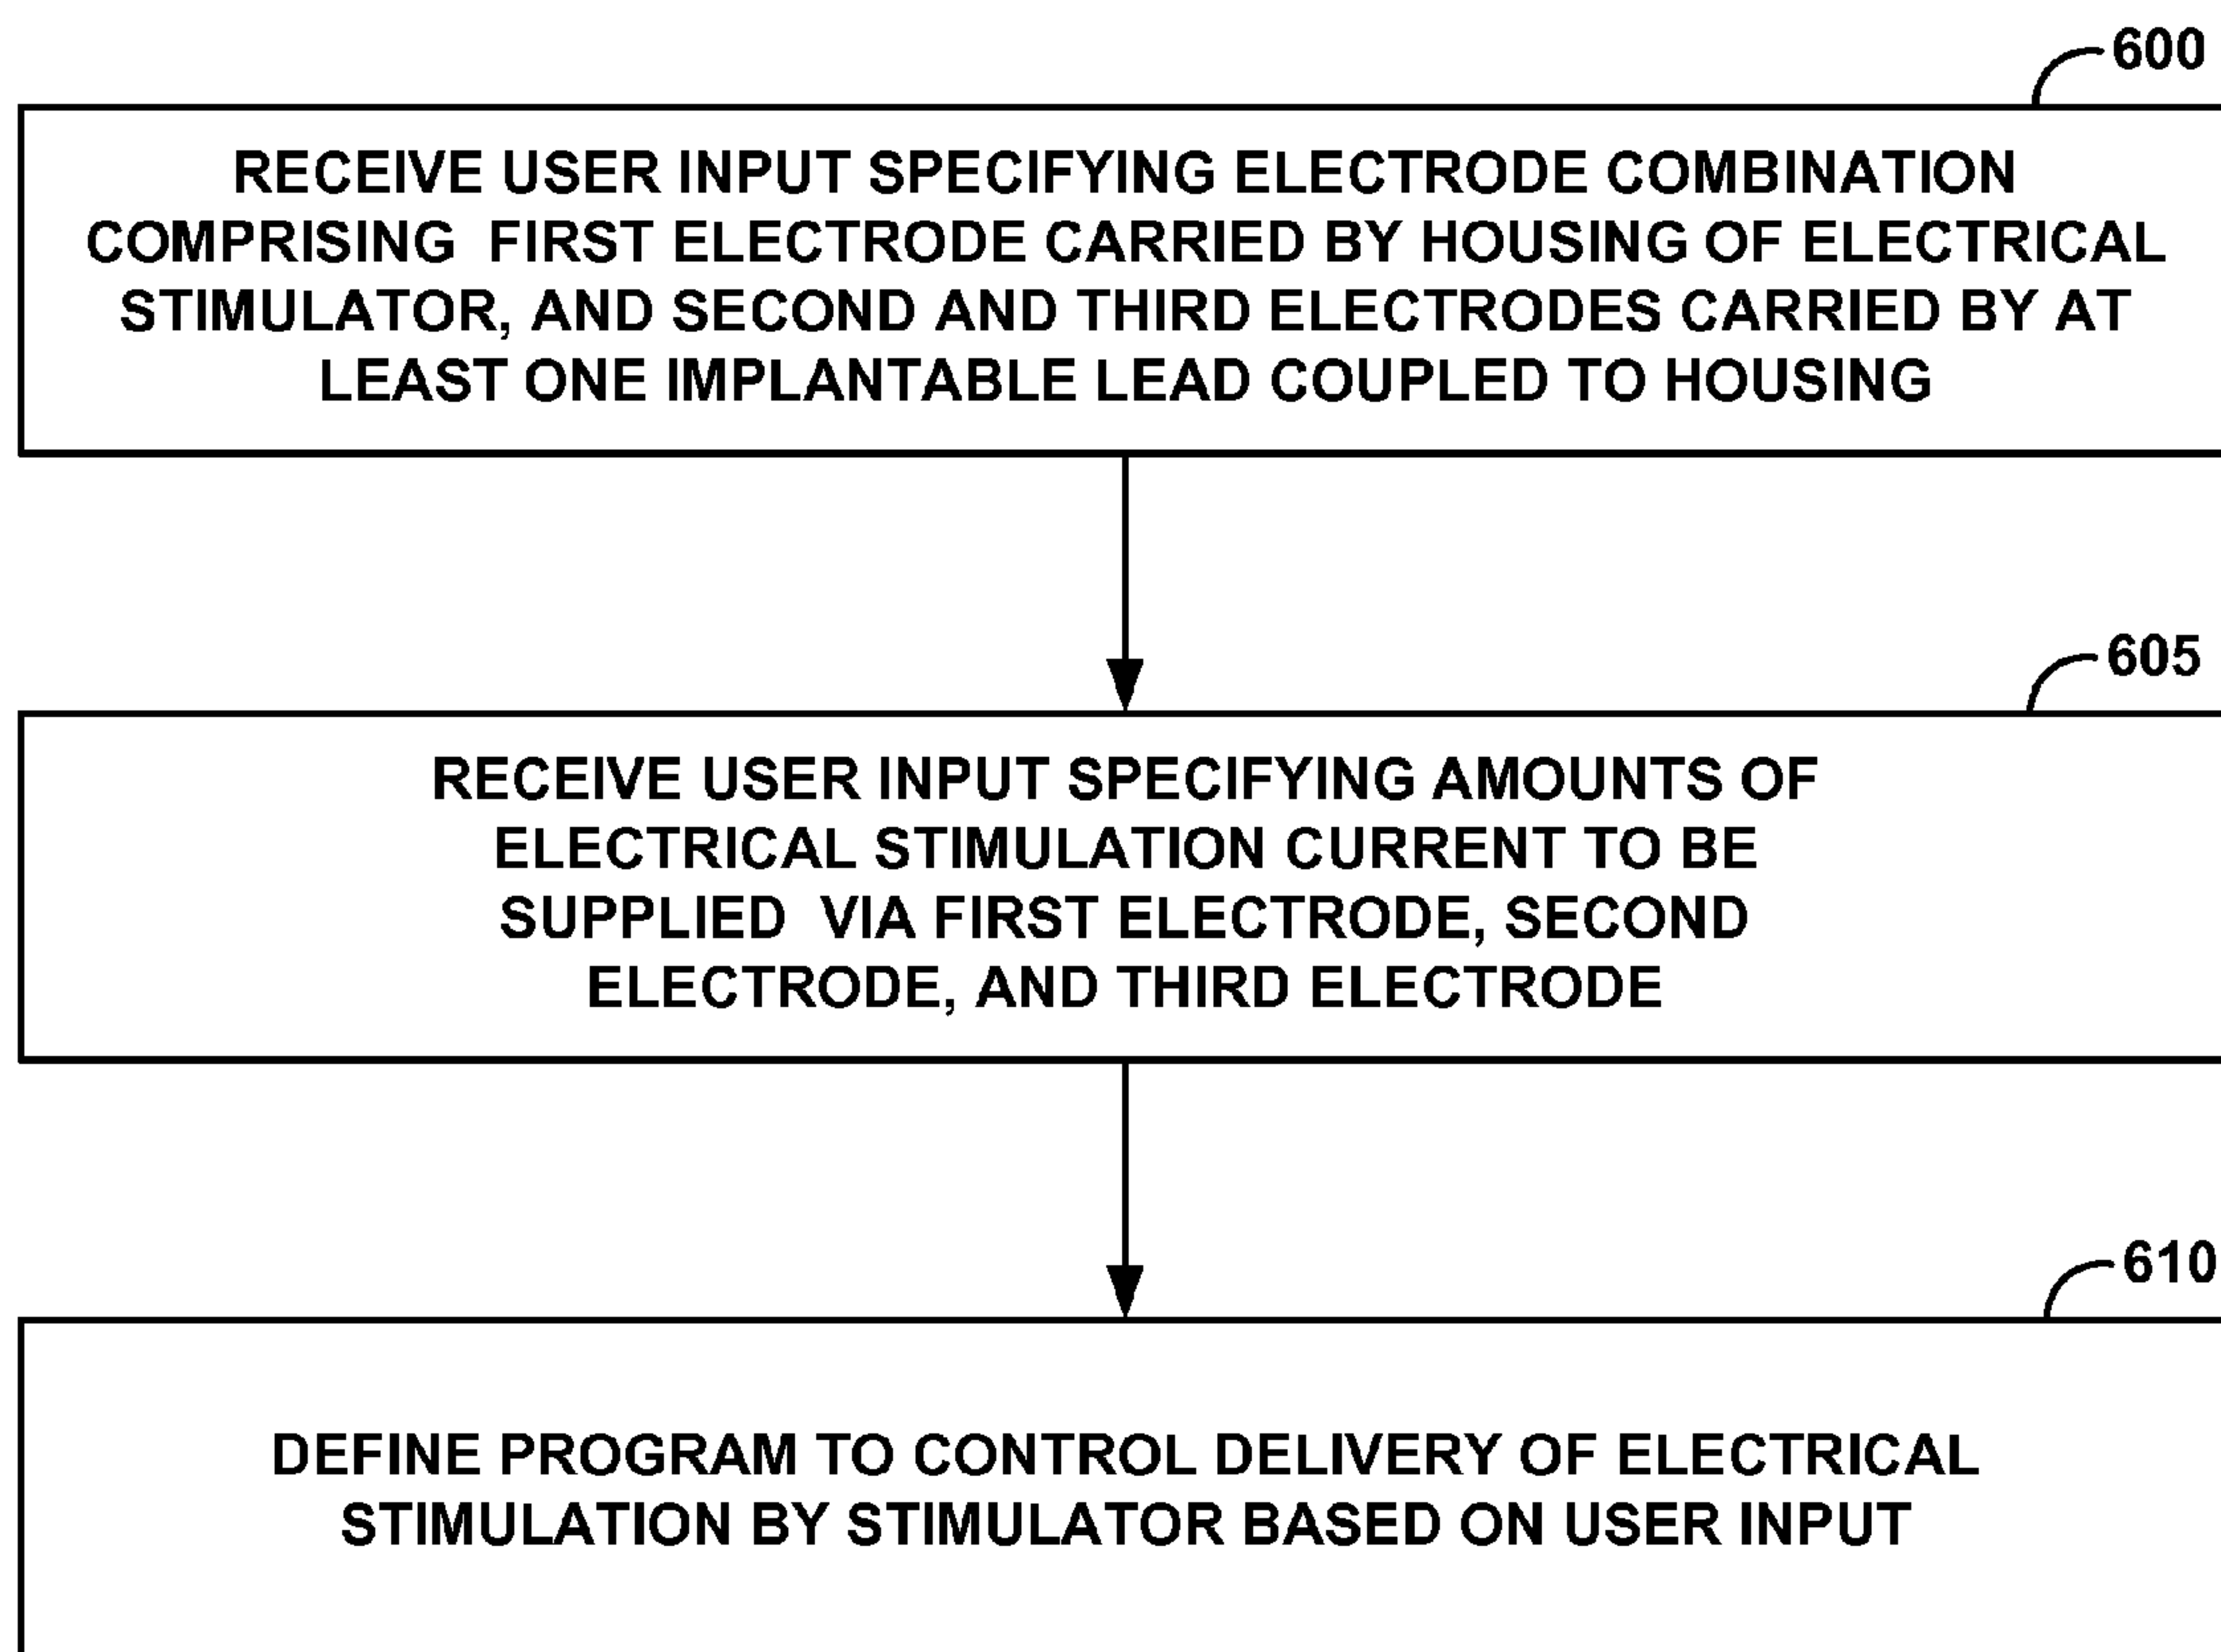 600
RECEIVE USER INPUT SPECIFYING ELECTRODE COMBINATION
COMPRISING FIRST ELECTRODE CARRIED BY HOUSING OF ELECTRICAL
STIMULATOR, AND SECOND AND THIRD ELECTRODES CARRIED BY AT
LEAST ONE IMPLANTABLE LEAD COUPLED TO HOUSING
605
RECEIVE USER INPUT SPECIFYING AMOUNTS OF
ELECTRICAL STIMULATION CURRENT TO BE
SUPPLIED VIA FIRST ELECTRODE, SECOND
ELECTRODE, AND THIRD ELECTRODE
610
DEFINE PROGRAM TO CONTROL DELIVERY OF ELECTRICAL
STIMULATION BY STIMULATOR BASED ON USER INPUT